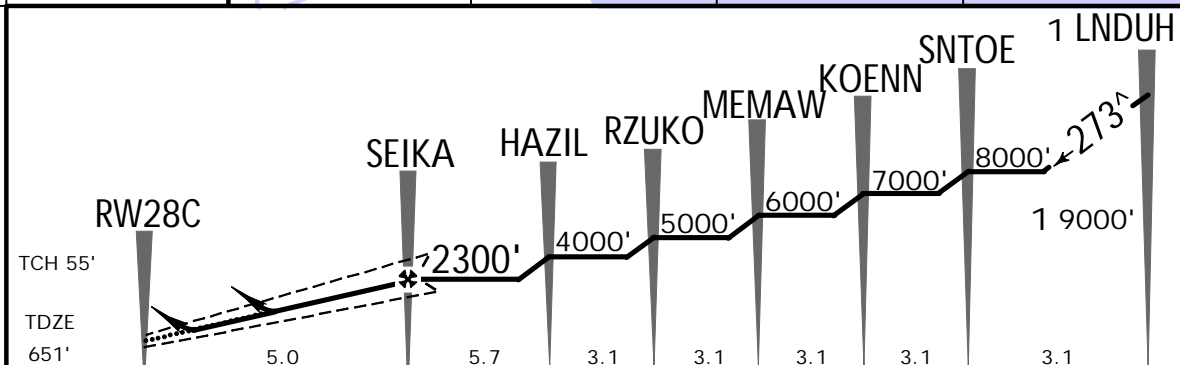 1 LNDUH
SNTOE
KOENN
MEMAW
RZUKO
HAZIL
SEIKA
RW28C
273^
8000'
7000'
6000'
5000'
4000'
2300'
1 9000'
TCH 55'
TDZE
651'
5.0 5.7 3.1 3.1 3.1 3.1 3.1